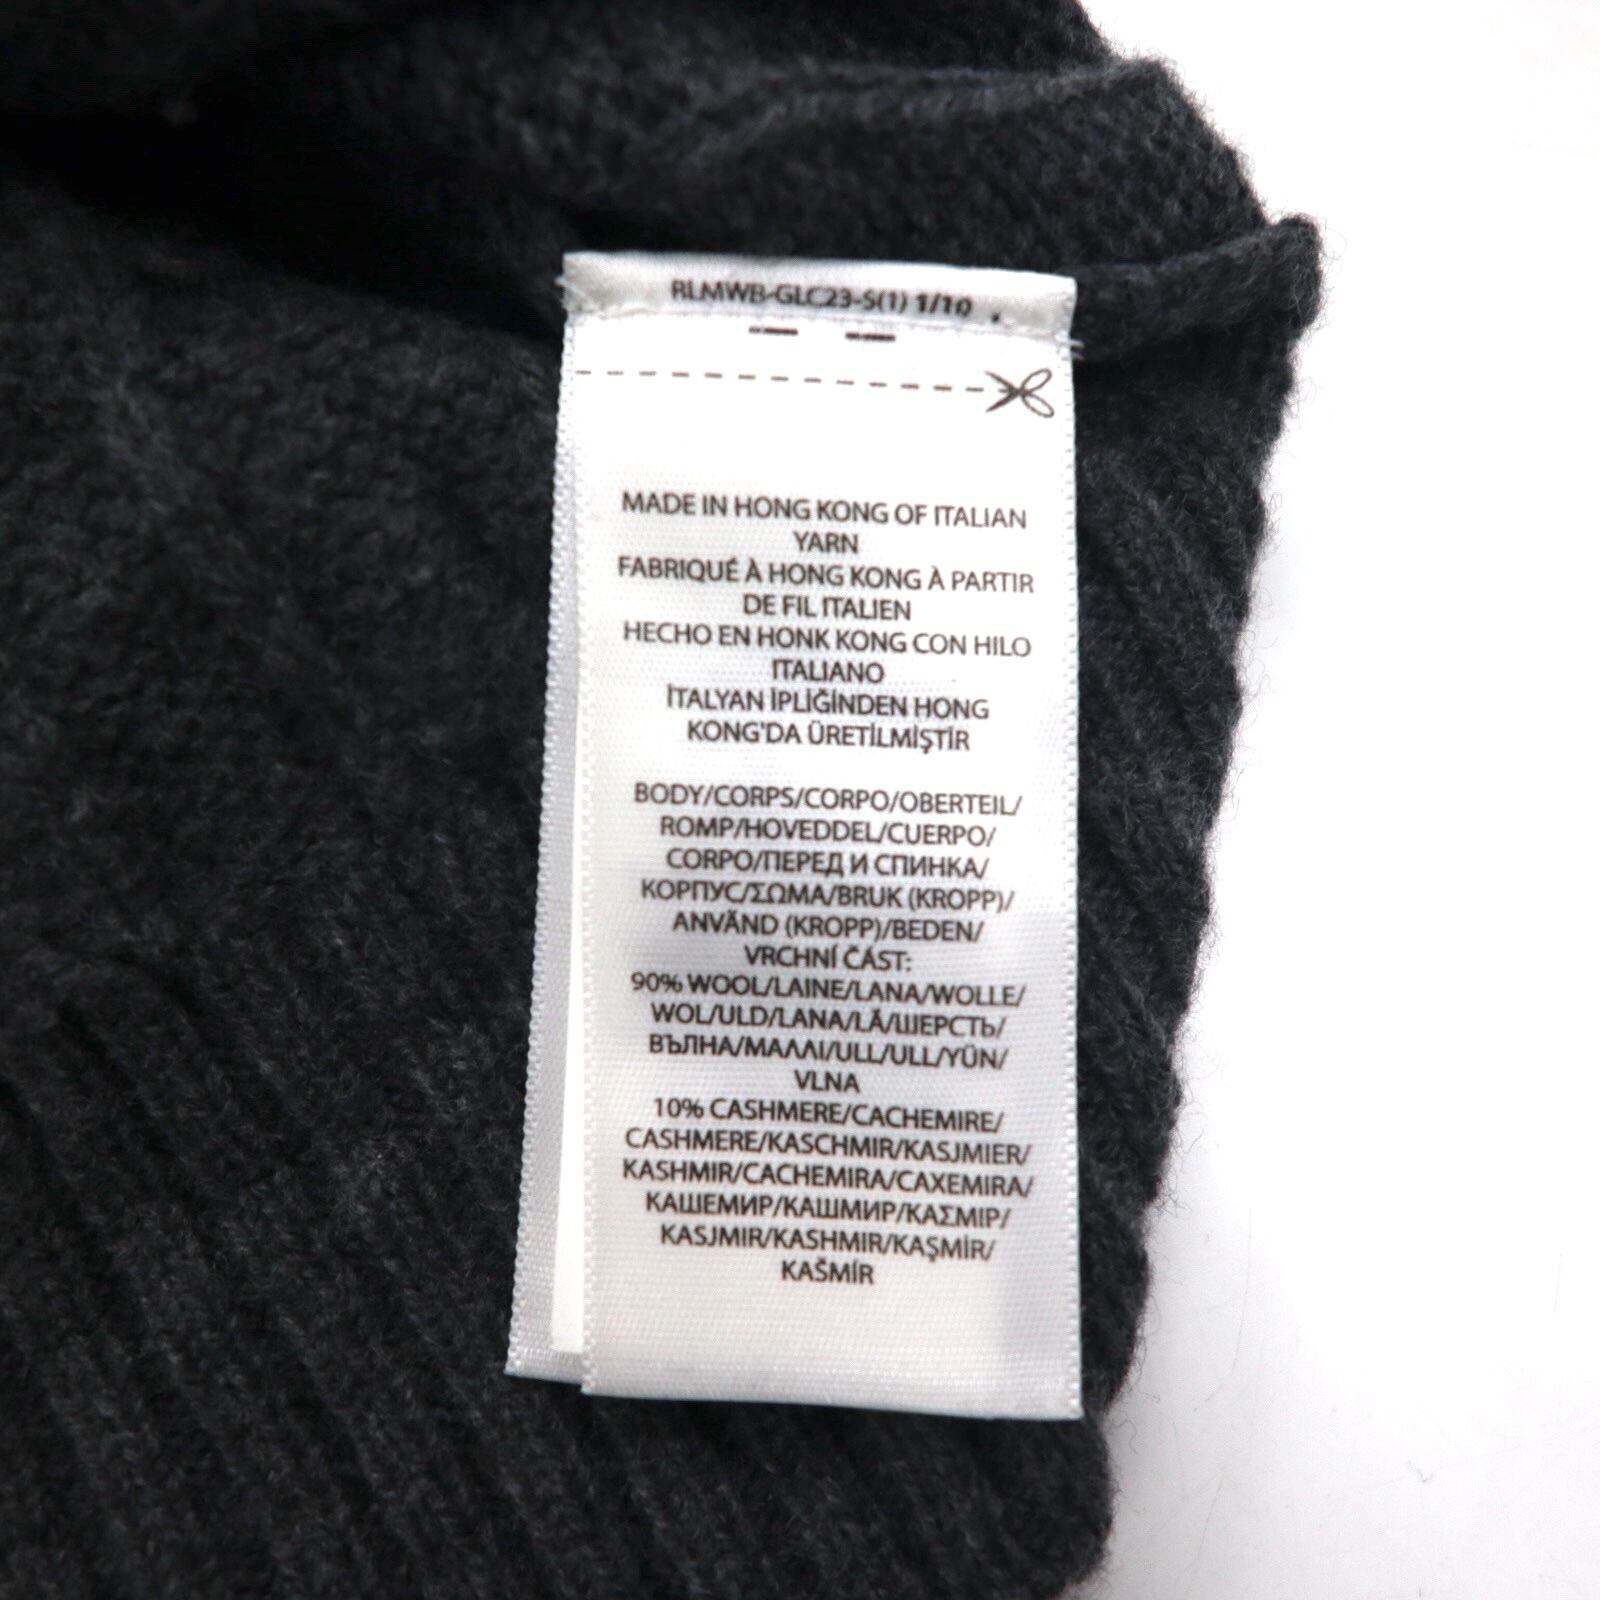 RLMWB-GLC23-S(1) 1/10
MADE IN HONG KONG OF ITALIAN
YARN
FABRIQUÉ À HONG KONG À PARTIR
DE FIL ITALIEN
HECHO EN HONK KONG CON HILO
ITALIANO
İTALYAN İPLİĞİNDEN HONG
KONG'DA ÜRETİLMİŞTİR
BODY/CORPS/CORPO/OBERTEIL/
ROMP/HOVEDDEL/CUERPO/
CORPO/ПЕРЕД И СПИНКА/
КОРПУС/ΣΩΜΑ/BRUK (KROPP)/
ANVÄND (KROPP)/BEDEN/
VRCHNÍ ČÁST:
90% WOOL/LAINE/LANA/WOLLE/
WOL/ULD/LANA/LÃ/ШЕРСТЬ/
ВЪЛНА/ΜΑΛΛΙ/ULL/ULL/YÜN/
VLNA
10% CASHMERE/CACHEMIRE/
CASHMERE/KASCHMIR/KASJMIER/
KASHMIR/CACHEMIRA/CAXEMIRA/
КАШЕМИР/КАШМИР/ΚΑΣΜΙΡ/
KASJMIR/KASHMIR/KAŞMİR/
KAŠMÍR